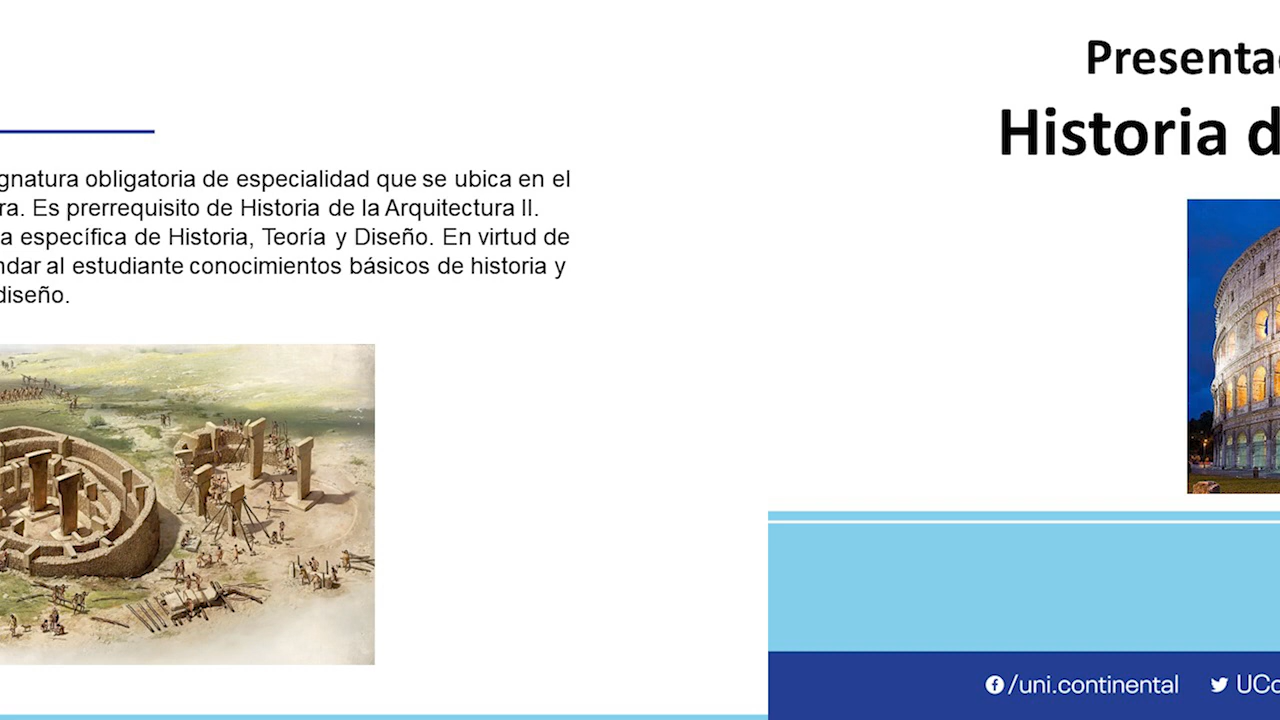 gnatura obligatoria de especialidad que se ubica en el
ra. Es prerrequisito de Historia de la Arquitectura II.
a específica de Historia, Teoría y Diseño. En virtud de
ndar al estudiante conocimientos básicos de historia y
diseño.
Presentac
Historia d
/uni.continental
UCo